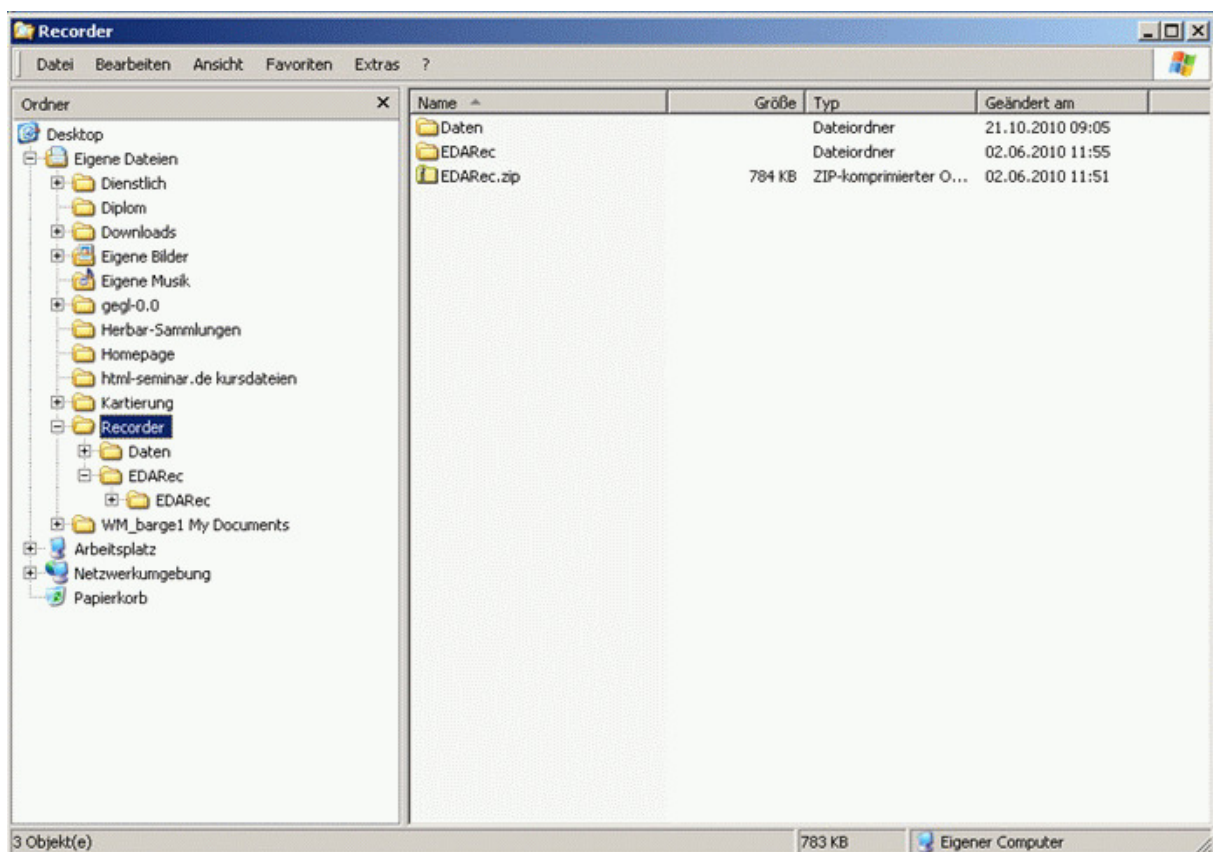 Recorder
Datei Bearbeiten Ansicht Favoriten Extras ?
Ordner
Desktop
Eigene Dateien
Dienstlich
Diplom
Downloads
Eigene Bilder
Eigene Musik
gegl-0.0
Herbar-Sammlungen
Homepage
html-seminar.de kursdateien
Kartierung
Recorder
Daten
EDARec
EDARec
WM_barge1 My Documents
Arbeitsplatz
Netzwerkumgebung
Papierkorb
Name Größe Typ Geändert am
Daten Dateiordner 21.10.2010 09:05
EDARec Dateiordner 02.06.2010 11:55
EDARec.zip 784 KB ZIP-komprimierter O... 02.06.2010 11:51
3 Objekt(e) 783 KB Eigener Computer